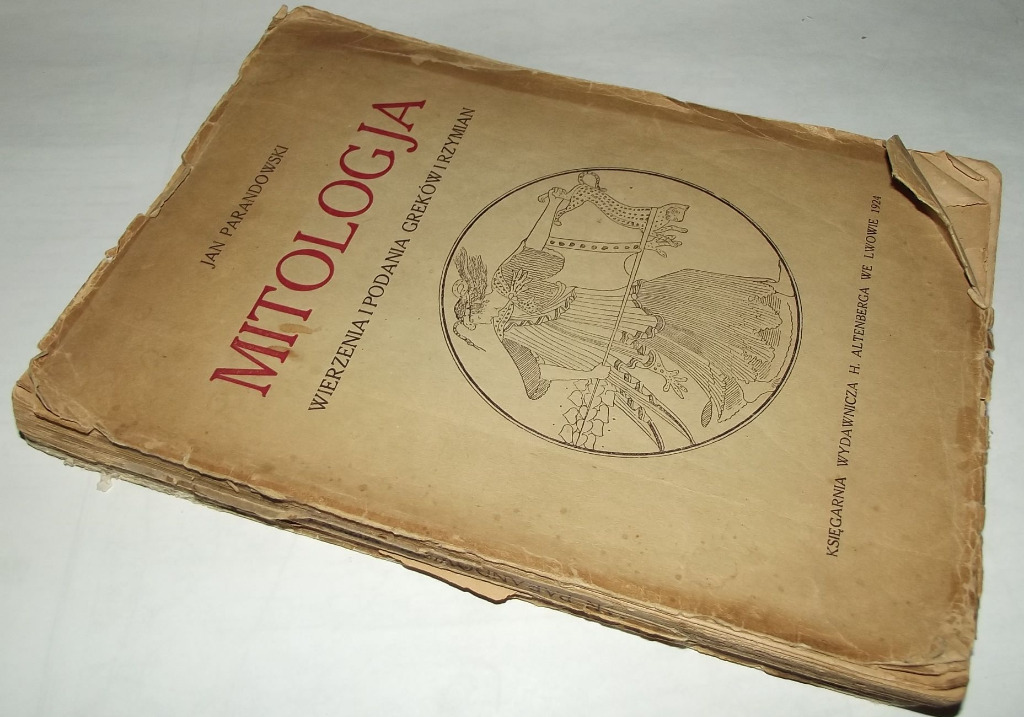 JAN PARANDOWSKI
MITOLOGJA
WIERZENIA I PODANIA GREKÓW I RZYMIAN
KSIĘGARNIA WYDAWNICZA H. ALTENBERGA WE LWOWIE 1924